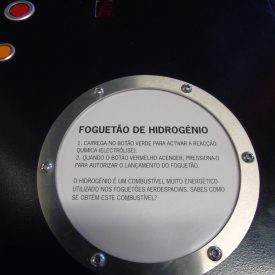 FOGUETÃO DE HIDROGÉNIO
1. CARREGA NO BOTÃO VERDE PARA ACTIVAR A REACÇÃO
QUÍMICA (ELECTRÓLISE).
2. QUANDO O BOTÃO VERMELHO ACENDER, PRESSIONA-O
PARA AUTORIZAR O LANÇAMENTO DO FOGUETÃO.
O HIDROGÉNIO É UM COMBUSTÍVEL MUITO ENERGÉTICO
UTILIZADO NOS FOGUETÕES AEROESPACIAIS. SABES COMO
SE OBTÉM ESTE COMBUSTÍVEL?